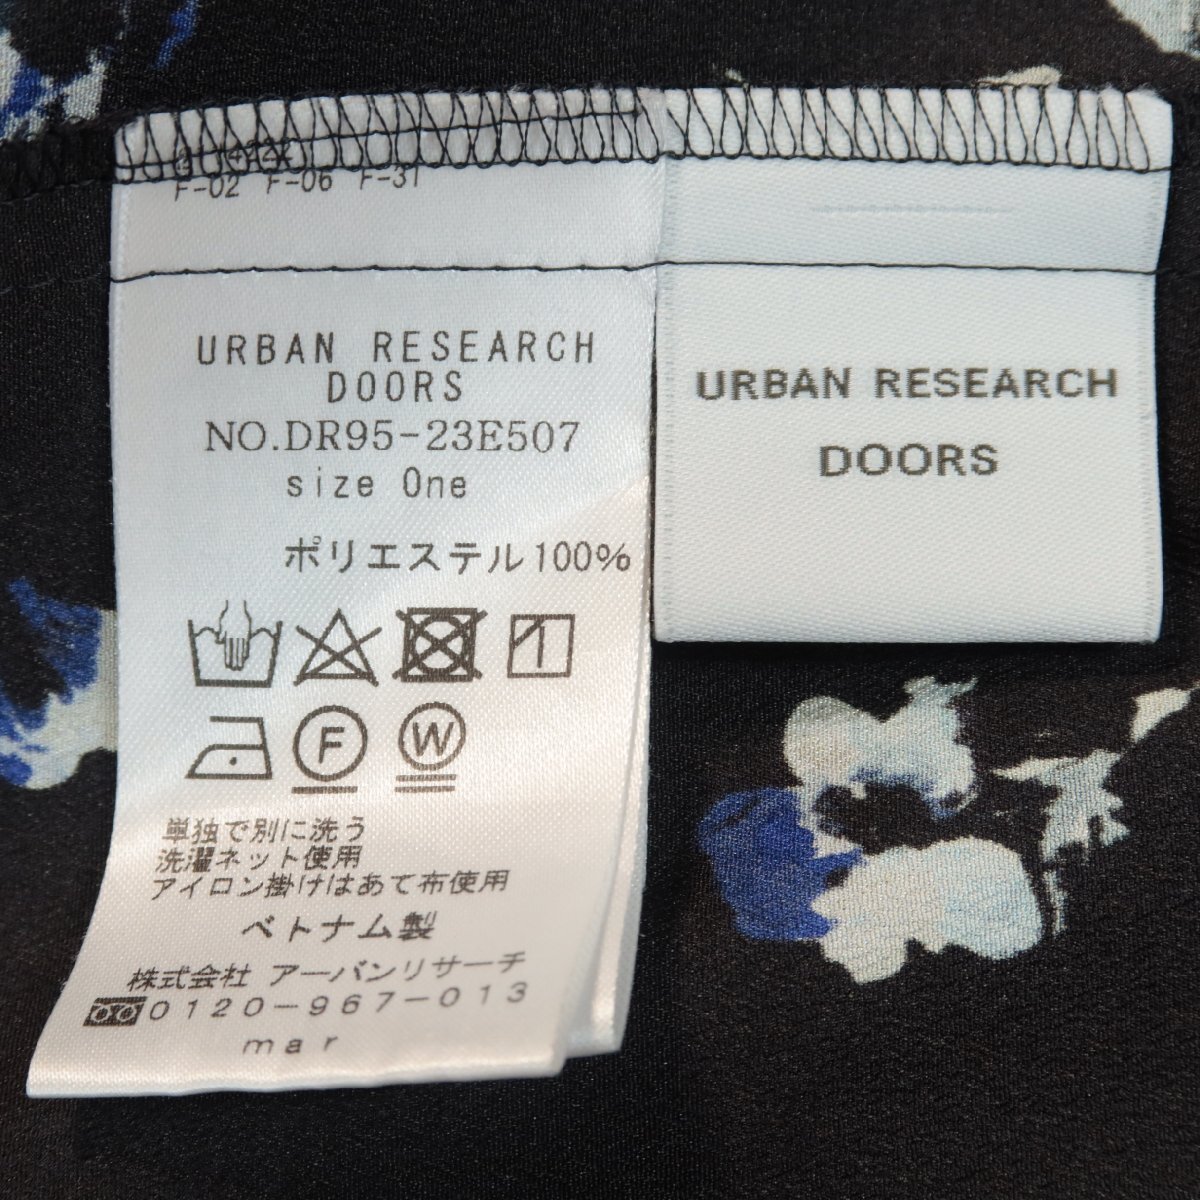 F-02 F-06 F-31
URBAN RESEARCH
DOORS
NO.DR95-23E507
size One
ポリエステル100%
F
W
単独で別に洗う
洗濯ネット使用
アイロン掛けはあて布使用
ベトナム製
株式会社 アーバンリサーチ
0120-967-013
mar
URBAN RESEARCH
DOORS